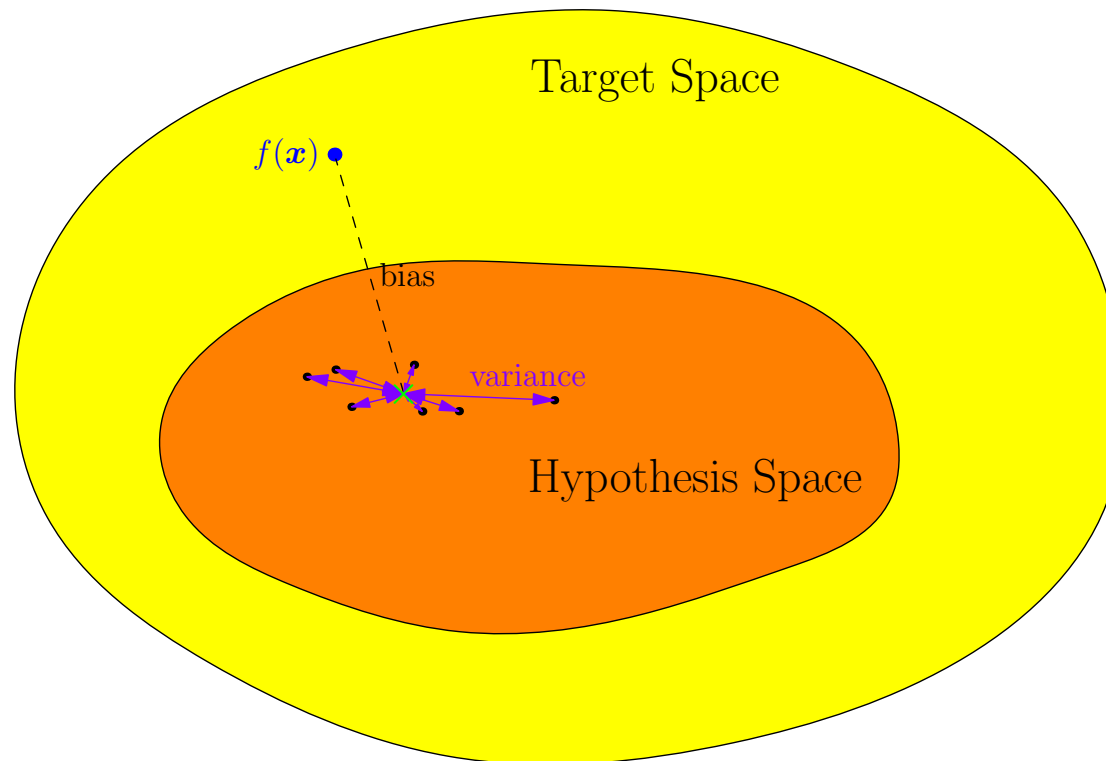 Target Space
f(x)
bias
variance
Hypothesis Space